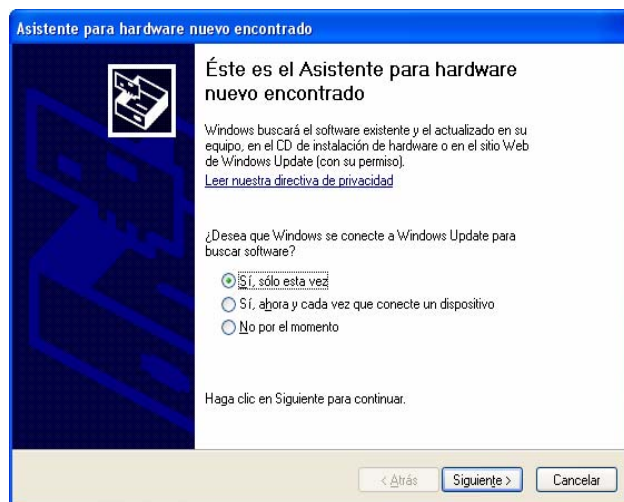 Asistente para hardware nuevo encontrado
Éste es el Asistente para hardware
nuevo encontrado
Windows buscará el software existente y el actualizado en su
equipo, en el CD de instalación de hardware o en el sitio Web
de Windows Update (con su permiso).
Leer nuestra directiva de privacidad
¿Desea que Windows se conecte a Windows Update para
buscar software?
Sí, sólo esta vez
Sí, ahora y cada vez que conecte un dispositivo
No por el momento
Haga clic en Siguiente para continuar.
< Atrás Siguiente > Cancelar